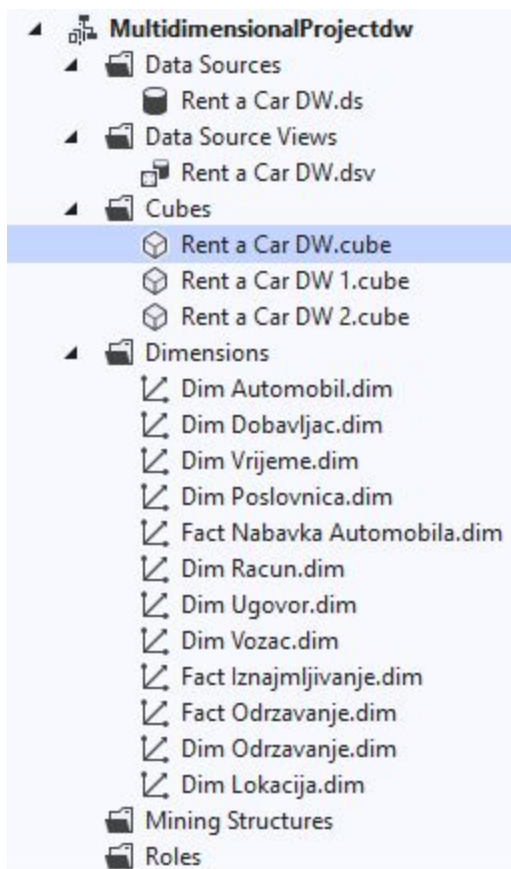 MultidimensionalProjectdw
Data Sources
Rent a Car DW.ds
Data Source Views
Rent a Car DW.dsv
Cubes
Rent a Car DW.cube
Rent a Car DW 1.cube
Rent a Car DW 2.cube
Dimensions
Dim Automobil.dim
Dim Dobavljac.dim
Dim Vrijeme.dim
Dim Poslovnica.dim
Fact Nabavka Automobila.dim
Dim Racun.dim
Dim Ugovor.dim
Dim Vozac.dim
Fact Iznajmljivanje.dim
Fact Odrzavanje.dim
Dim Odrzavanje.dim
Dim Lokacija.dim
Mining Structures
Roles